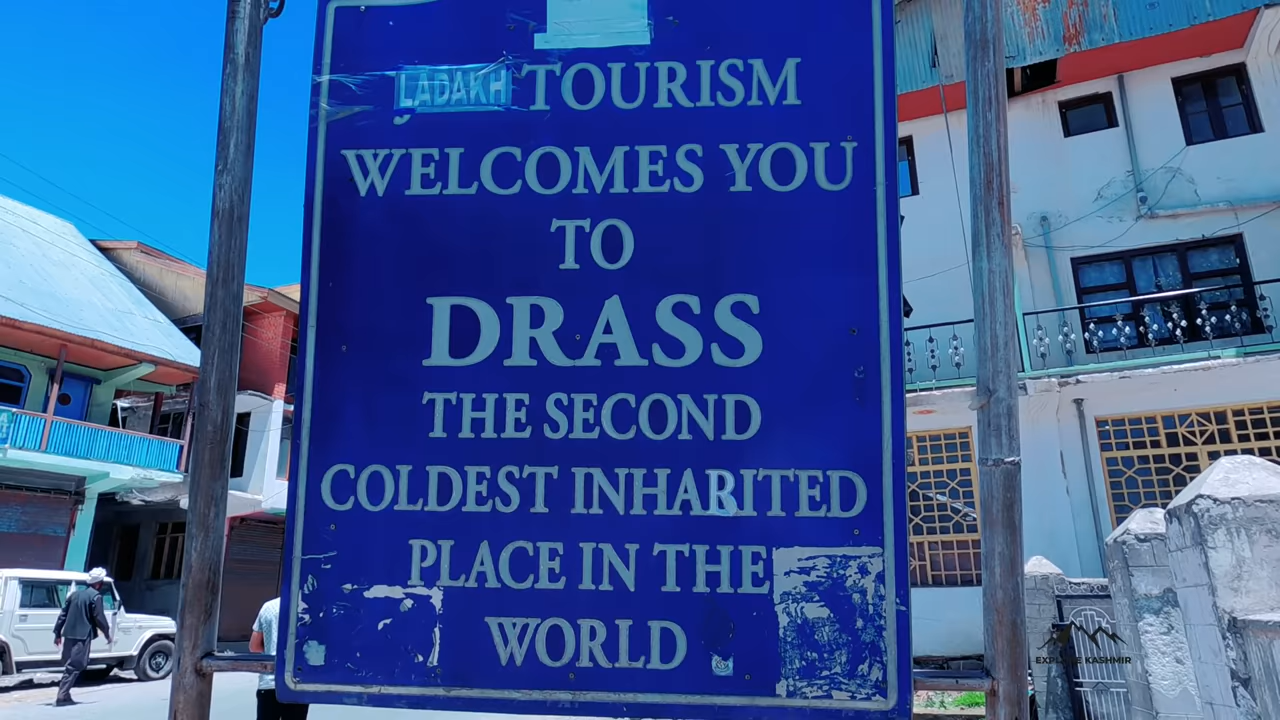 LADAKH TOURISM
WELCOMES YOU
TO
DRASS
THE SECOND
COLDEST INHARITED
PLACE IN THE
WORLD
EXPLORE KASHMIR